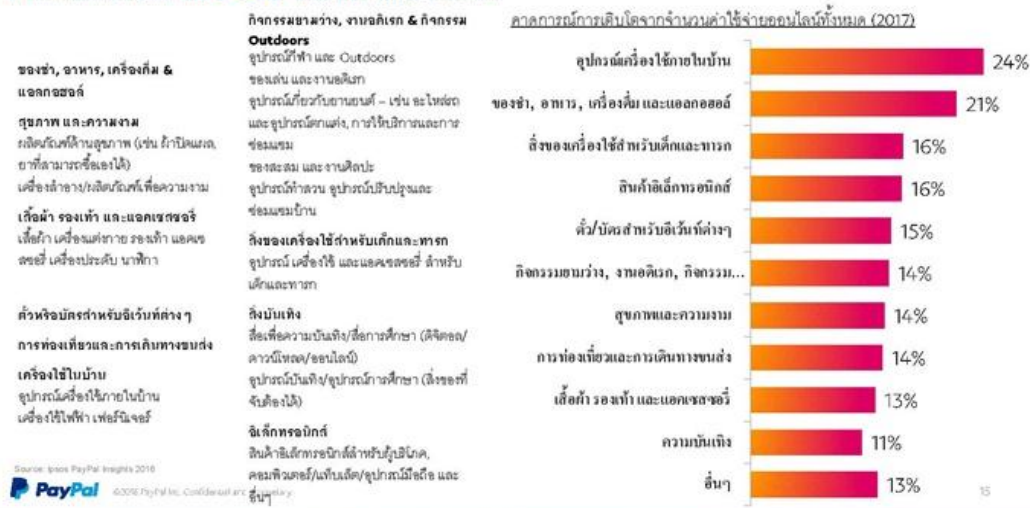 ของชำ, อาหาร, เครื่องดื่ม &
แอลกอฮอล์
สุขภาพ และความงาม
ผลิตภัณฑ์ด้านสุขภาพ (เช่น ผ้าปิดแผล,
ยาที่สามารถซื้อเองได้)
เครื่องสำอาง/ผลิตภัณฑ์เพื่อความงาม
เสื้อผ้า รองเท้า และแอคเซสซอรี่
เสื้อผ้า เครื่องแต่งกาย รองเท้า แอคเซ
สซอรี่ เครื่องประดับ นาฬิกา
ตั๋วหรือบัตรสำหรับอีเว้นท์ต่าง ๆ
การท่องเที่ยวและการเดินทางขนส่ง
เครื่องใช้ในบ้าน
อุปกรณ์เครื่องใช้ภายในบ้าน
เครื่องใช้ไฟฟ้า เฟอร์นิเจอร์
กิจกรรมยามว่าง, งานอดิเรก & กิจกรรม
Outdoors
อุปกรณ์กีฬา และ Outdoors
ของเล่น และงานอดิเรก
อุปกรณ์เกี่ยวกับยานยนต์ – เช่น อะไหล่รถ
และอุปกรณ์ตกแต่ง, การให้บริการและการ
ซ่อมแซม
ของสะสม และงานศิลปะ
อุปกรณ์ทำสวน อุปกรณ์ปรับปรุงและ
ซ่อมแซมบ้าน
สิ่งของเครื่องใช้สำหรับเด็กและทารก
อุปกรณ์ เครื่องใช้ และแอคเซสซอรี่ สำหรับ
เด็กและทารก
สิ่งบันเทิง
สื่อเพื่อความบันเทิง/สื่อการศึกษา (ดิจิตอล/
ดาวน์โหลด/ออนไลน์)
อุปกรณ์บันเทิง/อุปกรณ์การศึกษา (สิ่งของที่
จับต้องได้)
อิเล็กทรอนิกส์
สินค้าอิเล็กทรอนิกส์สำหรับผู้บริโภค,
คอมพิวเตอร์/แท็บเล็ต/อุปกรณ์มือถือ และ
อื่นๆ
คาดการณ์การเติบโตจากจำนวนค่าใช้จ่ายออนไลน์ทั้งหมด (2017)
อุปกรณ์เครื่องใช้ภายในบ้าน 24%
ของชำ, อาหาร, เครื่องดื่ม และแอลกอฮอล์ 21%
สิ่งของเครื่องใช้สำหรับเด็กและทารก 16%
สินค้าอิเล็กทรอนิกส์ 16%
ตั๋ว/บัตรสำหรับอีเว้นท์ต่างๆ 15%
กิจกรรมยามว่าง, งานอดิเรก, กิจกรรม... 14%
สุขภาพและความงาม 14%
การท่องเที่ยวและการเดินทางขนส่ง 14%
เสื้อผ้า รองเท้า และแอคเซสซอรี่ 13%
ความบันเทิง 11%
อื่นๆ 13%
Source: Ipsos PayPal Insights 2016
PayPal
©2016 PayPal Inc. Confidential and
15